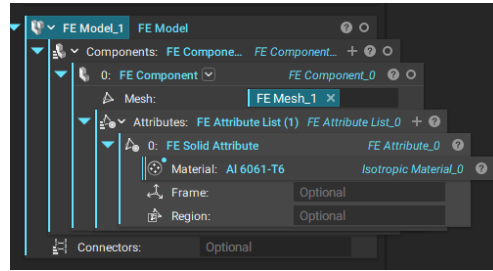 FE Model_1 FE Model
Components: FE Compone... FE Component... +
0: FE Component FE Component_0
Mesh: FE Mesh_1 ×
Attributes: FE Attribute List (1) FE Attribute List_0 +
0: FE Solid Attribute FE Attribute_0
Material: Al 6061-T6 Isotropic Material_0
Frame: Optional
Region: Optional
Connectors: Optional